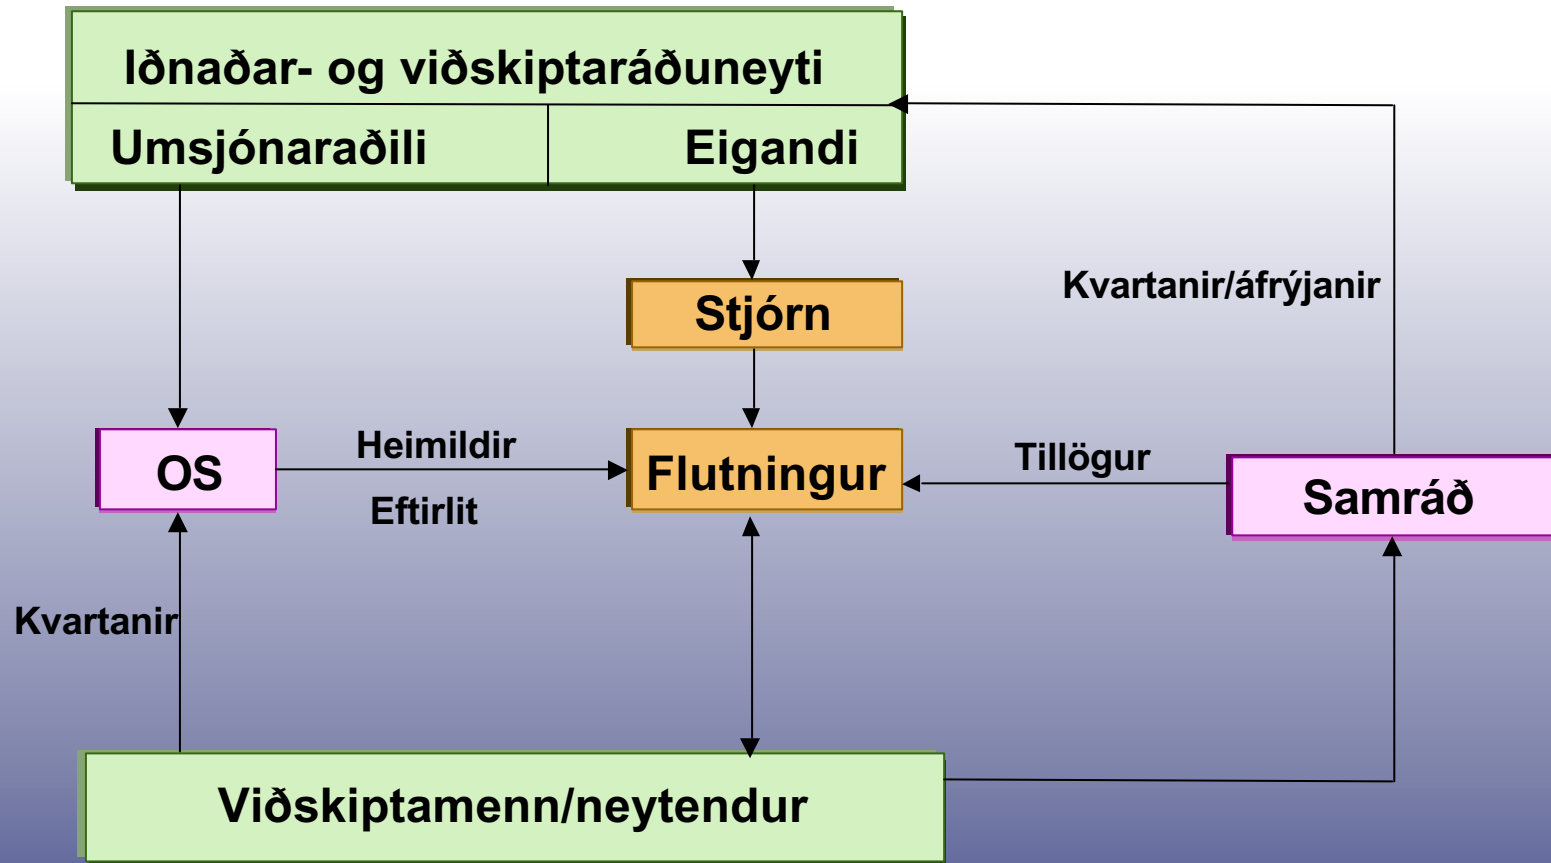 Iðnaðar- og viðskiptaráðuneyti
Umsjónaraðili
Eigandi
Stjórn
Kvartanir/áfrýjanir
OS
Heimildir
Eftirlit
Flutningur
Tillögur
Samráð
Kvartanir
Viðskiptamenn/neytendur